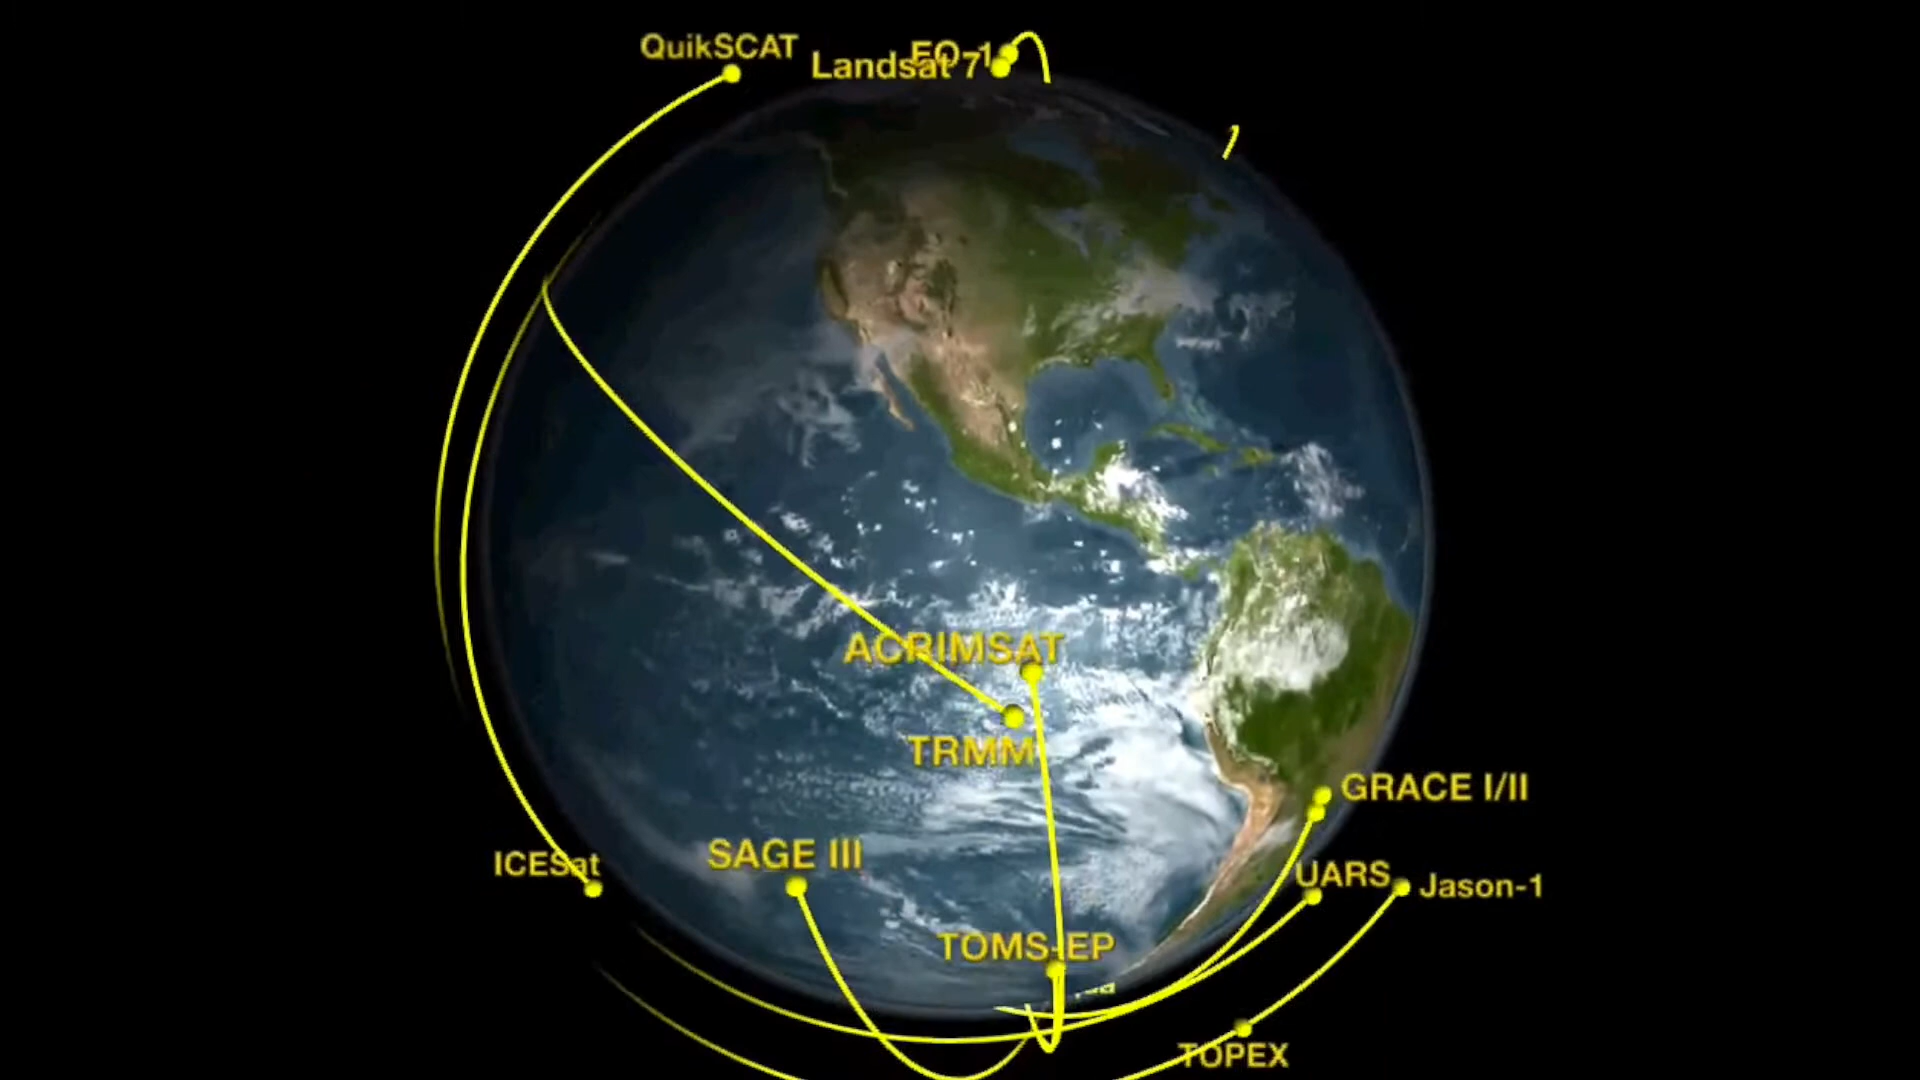 QuikSCAT
EO-1
Landsat 7
ACRIMSAT
TRMM
GRACE I/II
SAGE III
ICESat
UARS
Jason-1
TOMS-EP
TOPEX